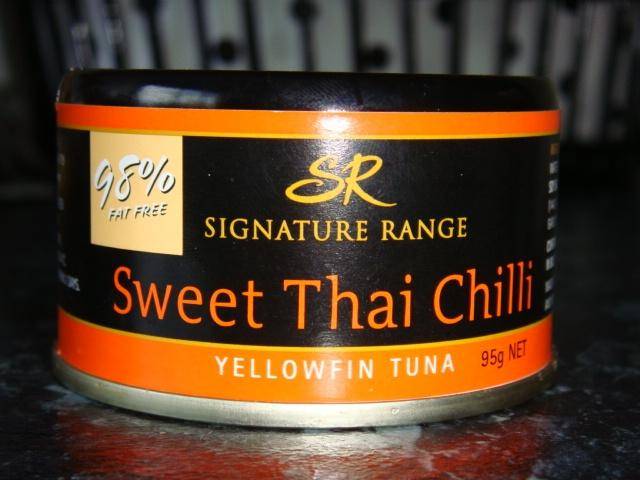 98%
FAT FREE
SR
SIGNATURE RANGE
Sweet Thai Chilli
YELLOWFIN TUNA
95g NET